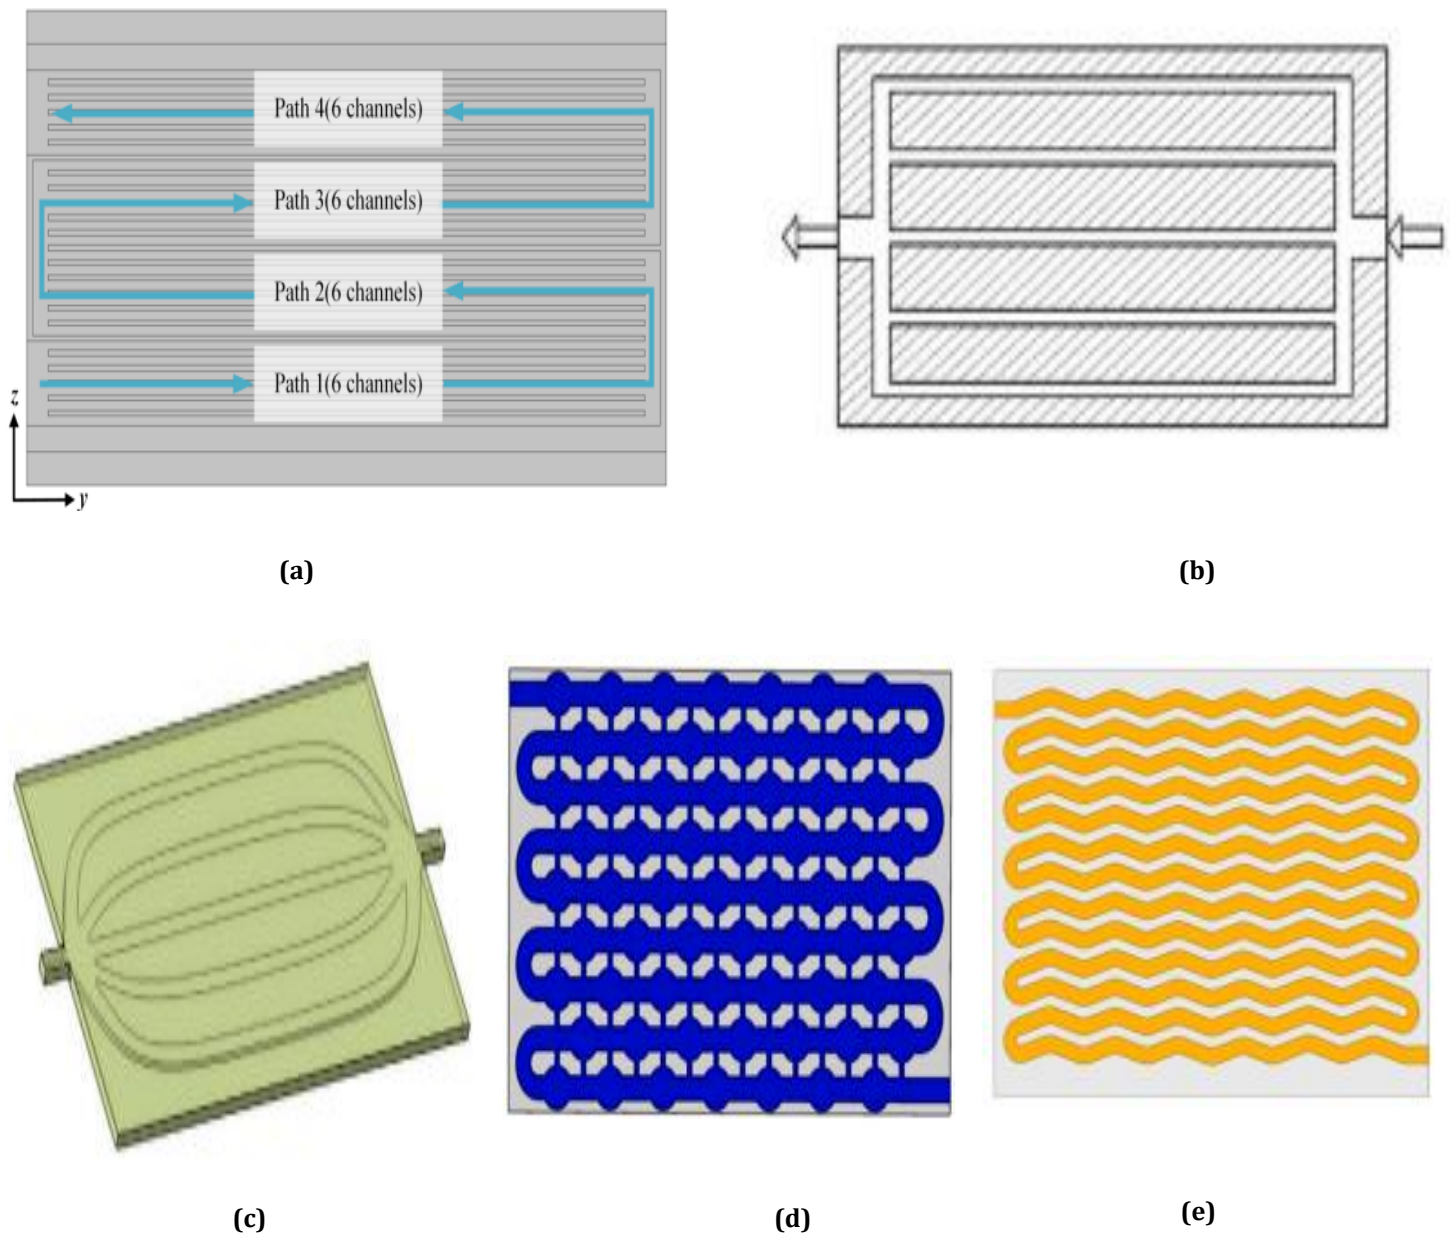 Path 4(6 channels)
Path 3(6 channels)
Path 2(6 channels)
Path 1(6 channels)
z
y
(a)
(b)
(c)
(d)
(e)